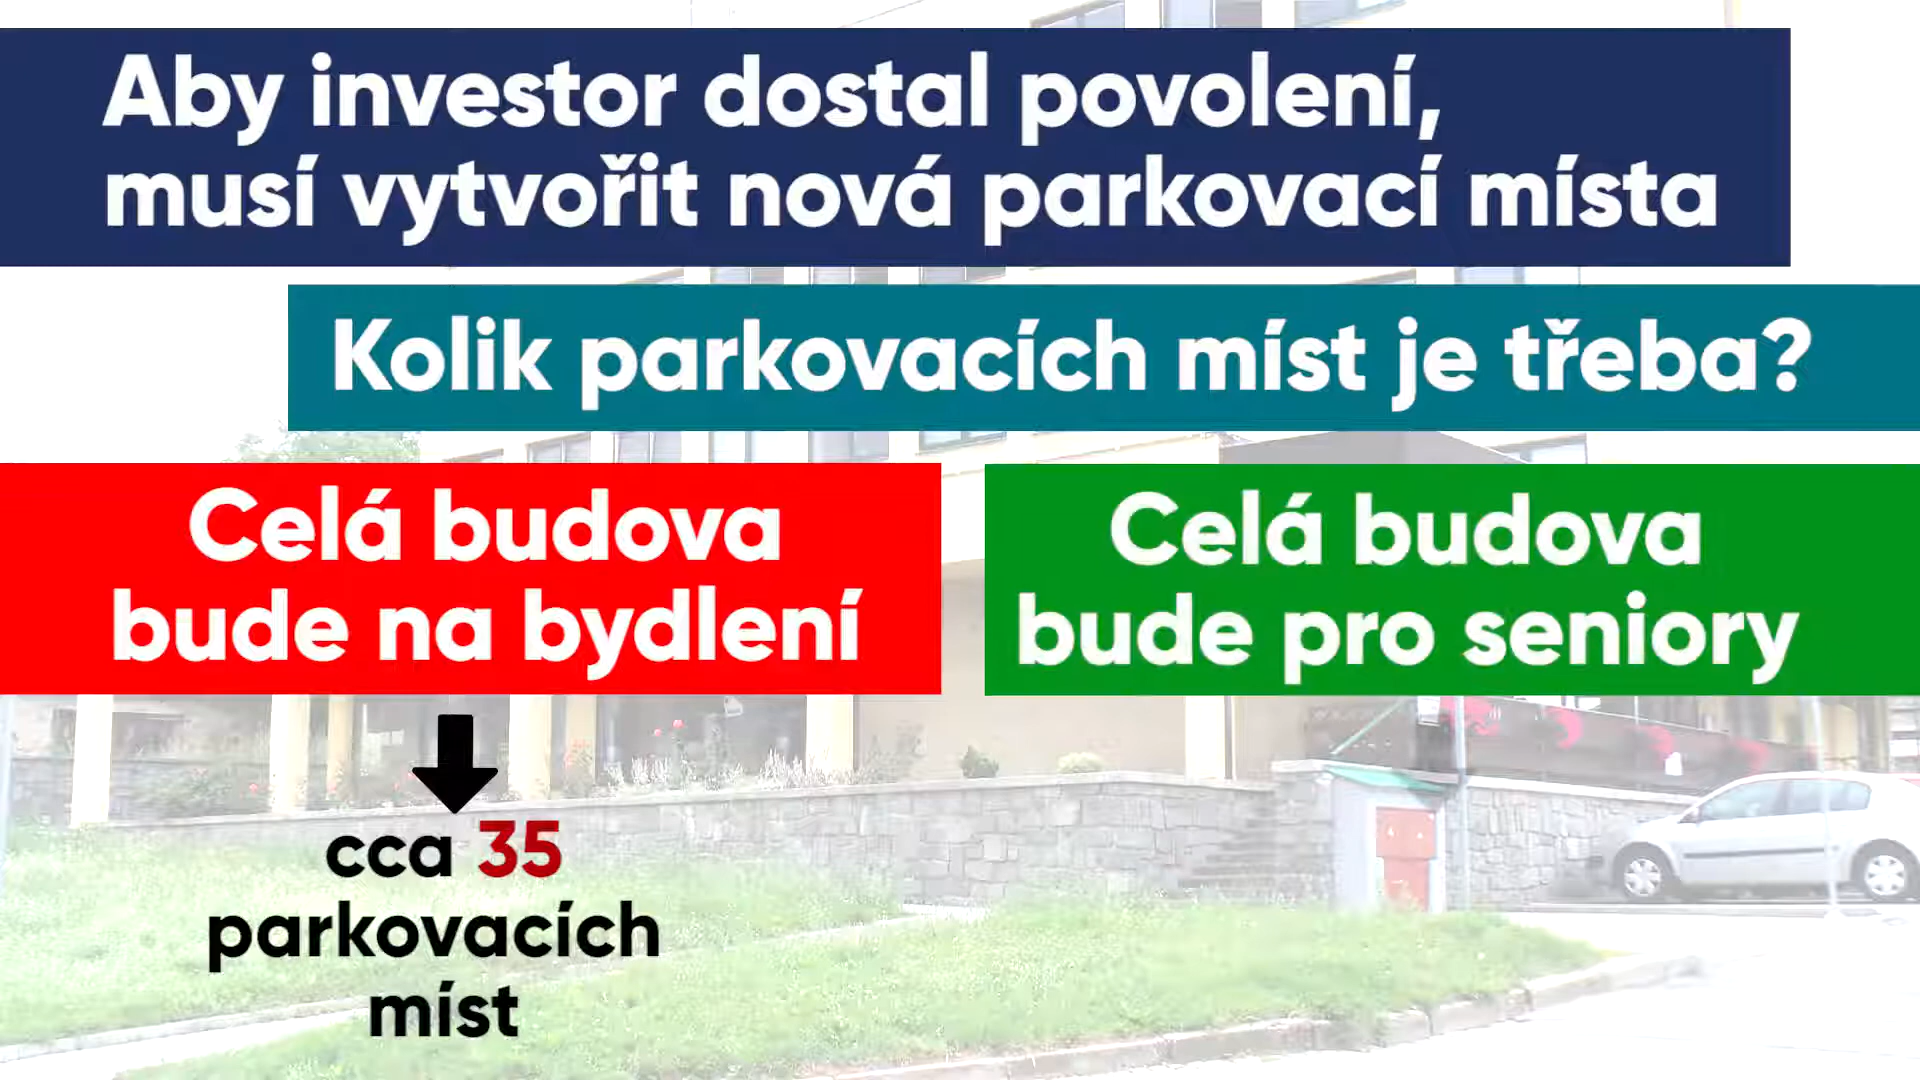 Aby investor dostal povolení,
musí vytvořit nová parkovací místa
Kolik parkovacích míst je třeba?
Celá budova
bude na bydlení
Celá budova
bude pro seniory
cca 35
parkovacích
míst